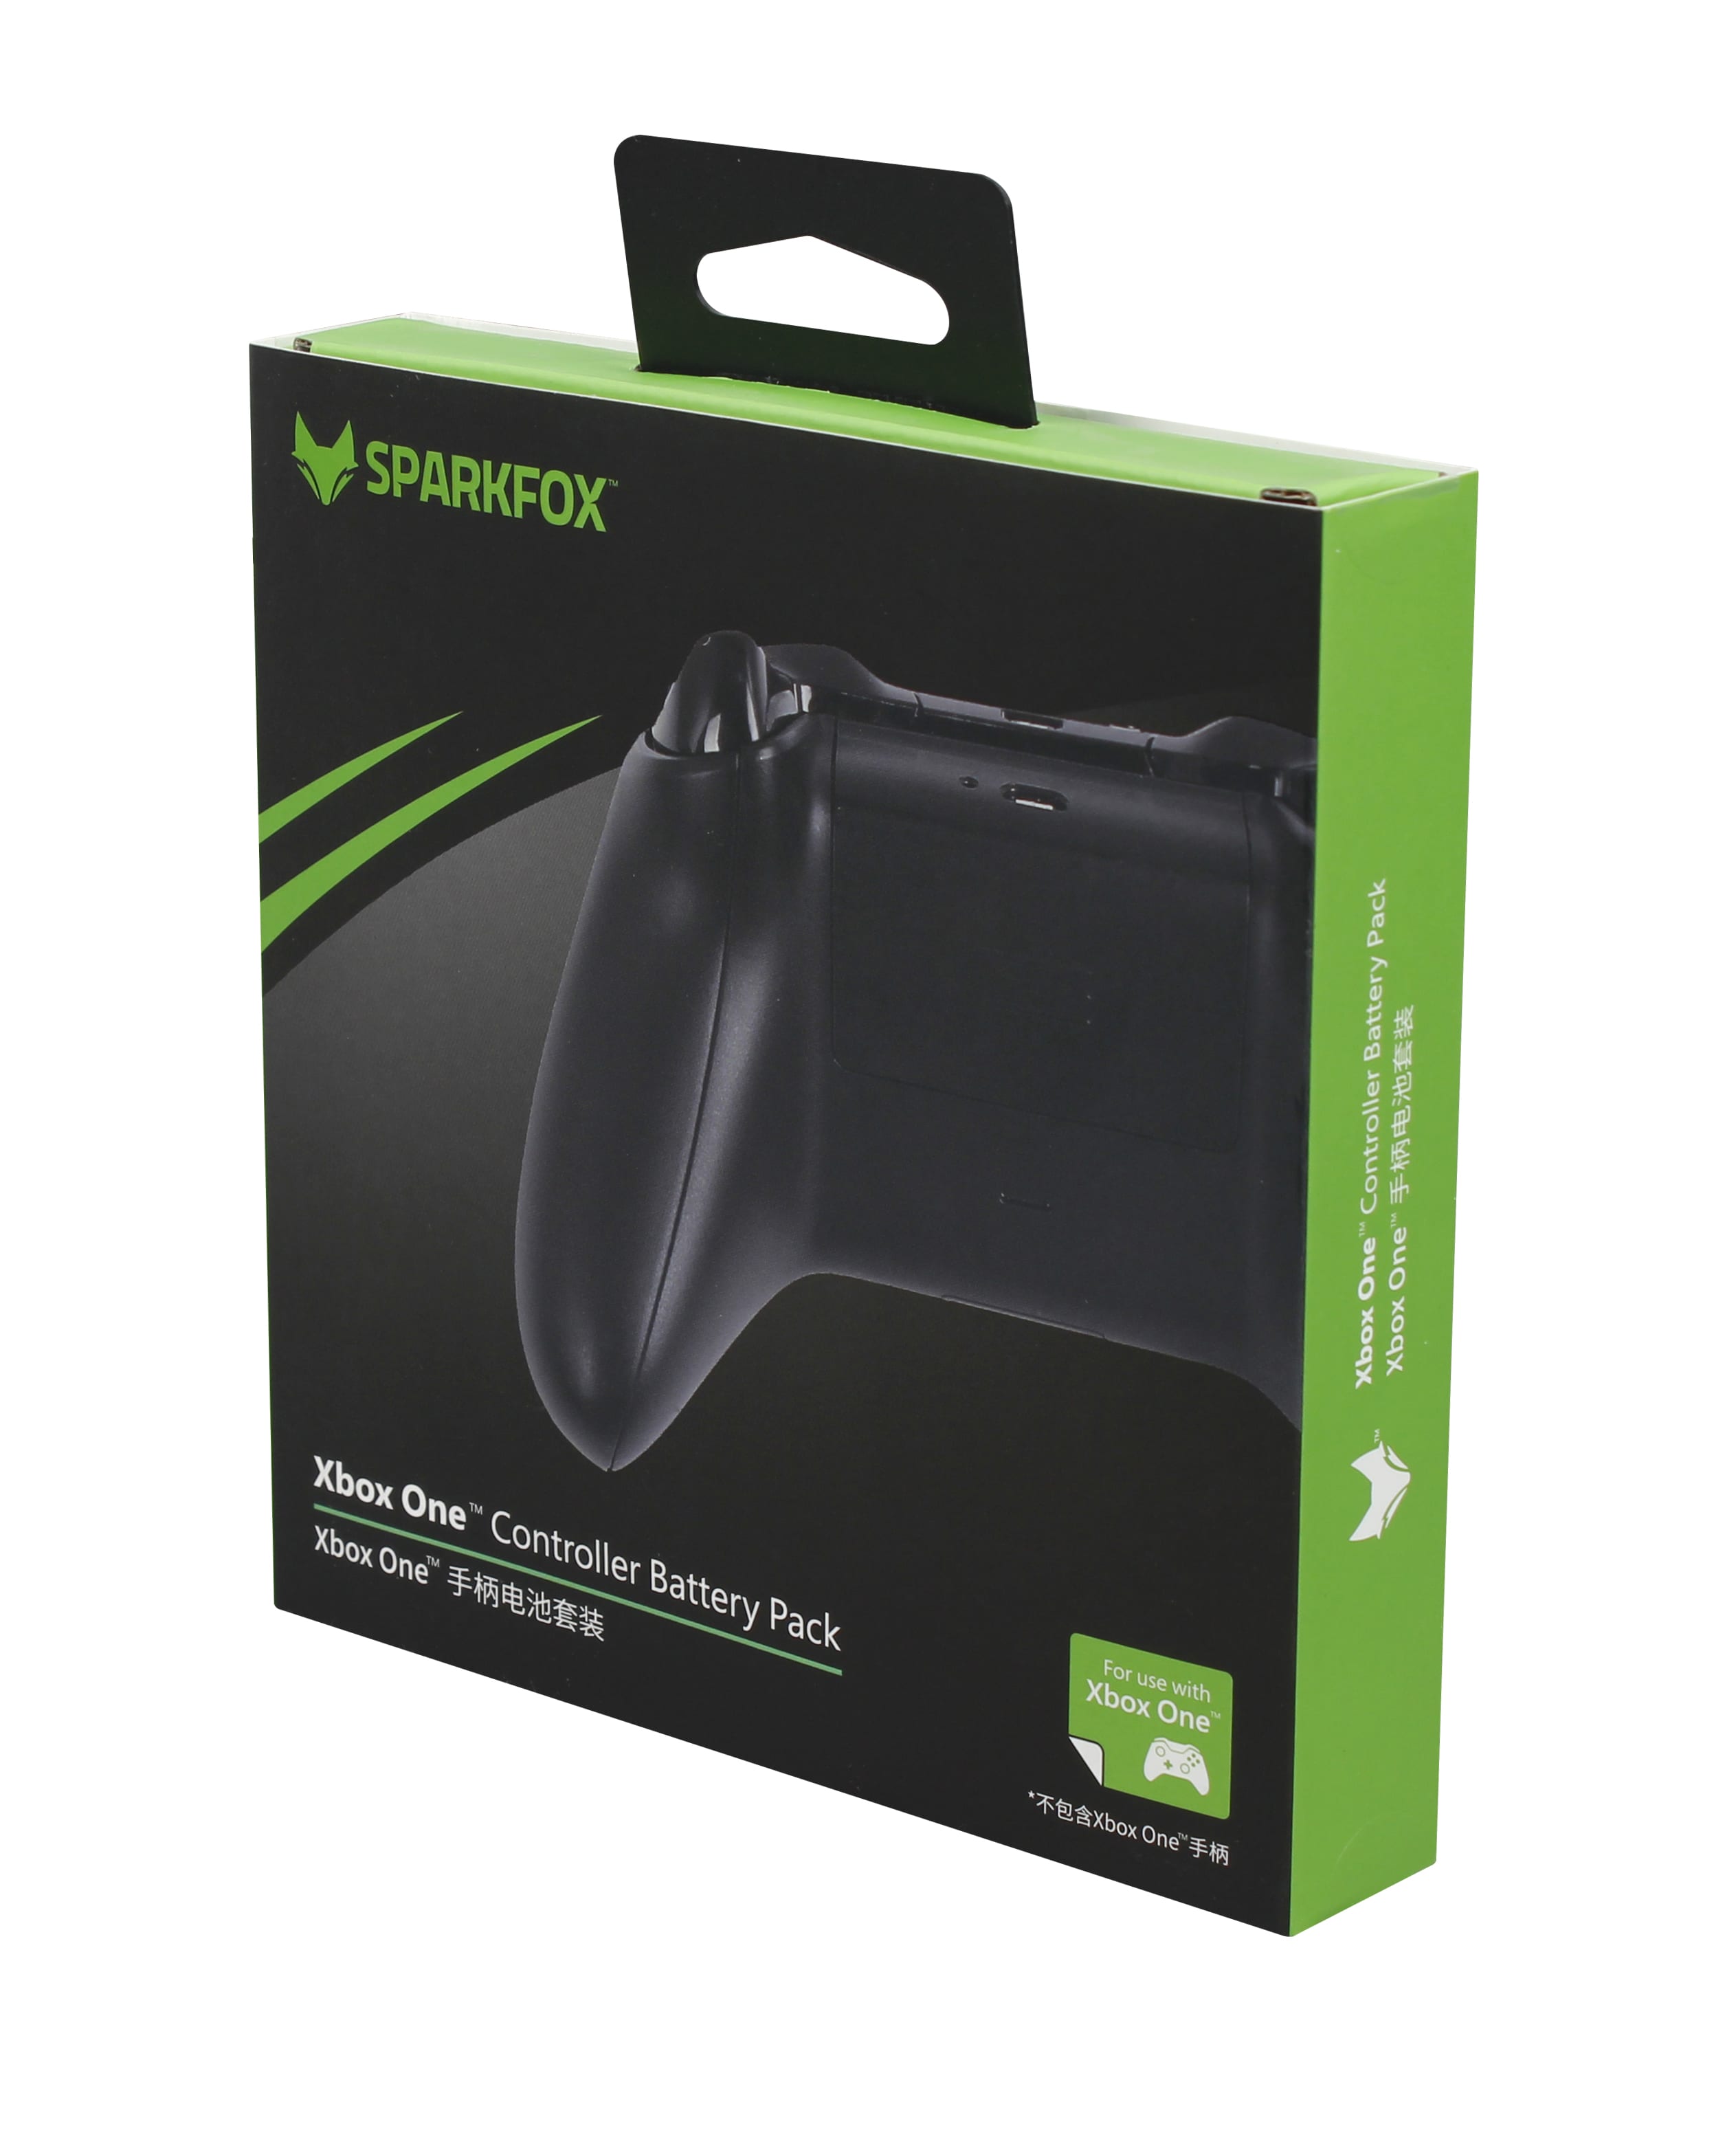 SPARKFOX™
Xbox One™ Controller Battery Pack
Xbox One™ 手柄电池套装
For use with
Xbox One™
*不包含Xbox One™手柄
Xbox One™ Controller Battery Pack
Xbox One™ 手柄电池套装
™